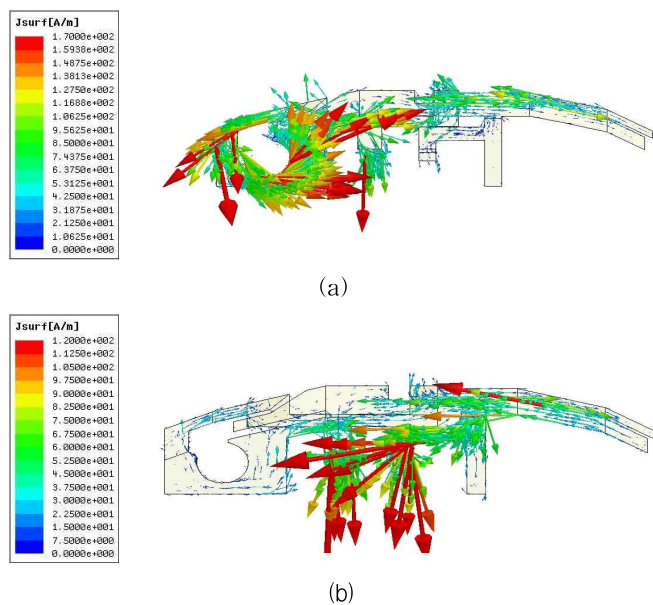 Jsurf[A/m]
1.7000e+002
1.5938e+002
1.4875e+002
1.3813e+002
1.2750e+002
1.1688e+002
1.0625e+002
9.5621e+001
8.5000e+001
7.4375e+001
6.3750e+001
5.3125e+001
4.2500e+001
3.1875e+001
2.1250e+001
1.0625e+001
0.0000e+000
(a)
Jsurf[A/m]
1.2000e+002
1.1250e+002
1.0500e+002
9.7500e+001
9.0000e+001
8.2500e+001
7.5000e+001
6.7500e+001
6.0000e+001
5.2500e+001
4.5000e+001
3.7500e+001
3.0000e+001
2.2500e+001
1.5000e+001
7.5000e+000
0.0000e+000
(b)